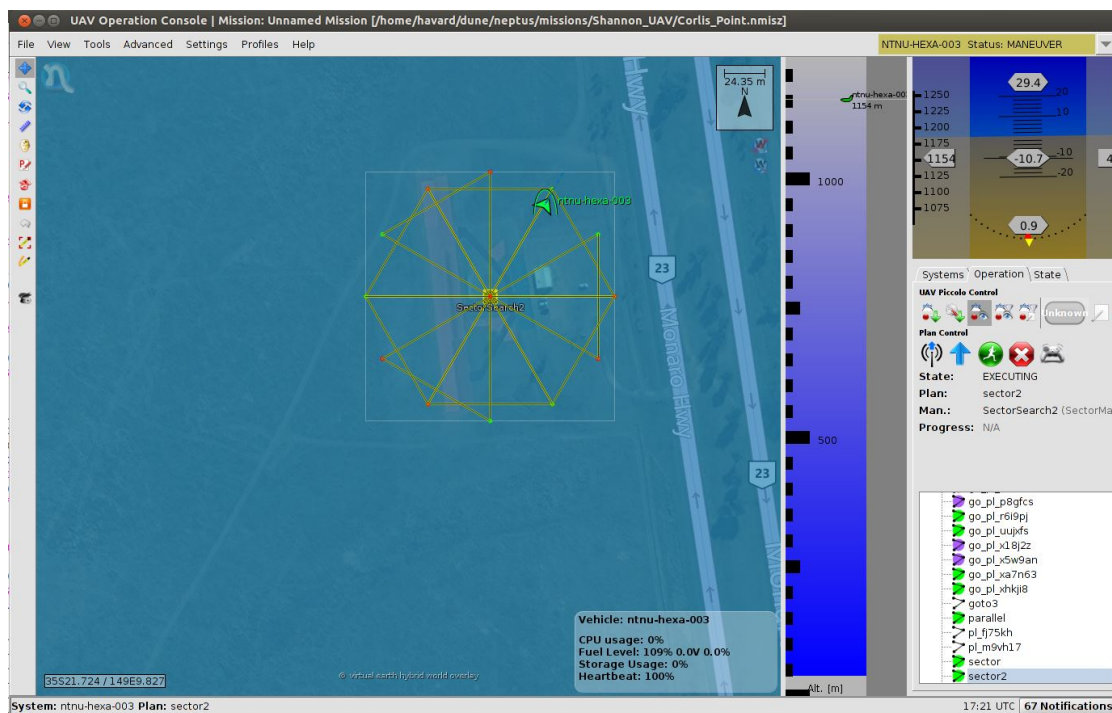 UAV Operation Console | Mission: Unnamed Mission [/home/havard/dune/neptus/missions/Shannon_UAV/Corlis_Point.nmisz]
File View Tools Advanced Settings Profiles Help
NTNU-HEXA-003 Status: MANEUVER
24.35 m
N
Hwy
W
W
ntnu-hexa-003
SectorSearch2
23
Monaro Hwy
23
Mon
ntnu-hexa-003
1154 m
1000
500
Alt. [m]
29.4
1250
1225
1200
1175
1154
1125
1100
1075
20
10
-10.7
-10
-20
4
0.9
Systems Operation State
UAV Piccolo Control
Unknown
Plan Control
State: EXECUTING
Plan: sector2
Man.: SectorSearch2 (SectorMa
Progress: N/A
go_pl_p8gfcs
go_pl_r6i9pj
go_pl_uujxfs
go_pl_x18j2z
go_pl_x5w9an
go_pl_xa7n63
go_pl_xhkji8
goto3
parallel
pl_fj75kh
pl_m9vh17
sector
sector2
Vehicle: ntnu-hexa-003
CPU usage: 0%
Fuel Level: 109% 0.0V 0.0%
Storage Usage: 0%
Heartbeat: 100%
35S21.724 / 149E9.827
© virtual earth hybrid world overlay
System: ntnu-hexa-003 Plan: sector2
17:21 UTC 67 Notifications